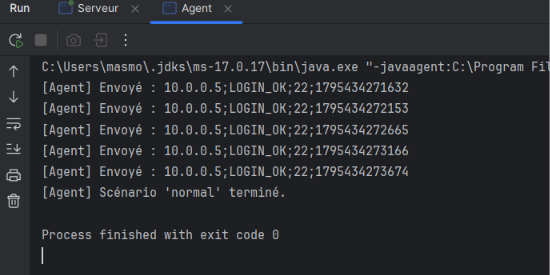 Run Serveur Agent
C:\Users\masmo\.jdks\ms-17.0.17\bin\java.exe "-javaagent:C:\Program Fil
[Agent] Envoyé : 10.0.0.5;LOGIN_OK;22;1795434271632
[Agent] Envoyé : 10.0.0.5;LOGIN_OK;22;1795434272153
[Agent] Envoyé : 10.0.0.5;LOGIN_OK;22;1795434272665
[Agent] Envoyé : 10.0.0.5;LOGIN_OK;22;1795434273166
[Agent] Envoyé : 10.0.0.5;LOGIN_OK;22;1795434273674
[Agent] Scénario 'normal' terminé.
Process finished with exit code 0